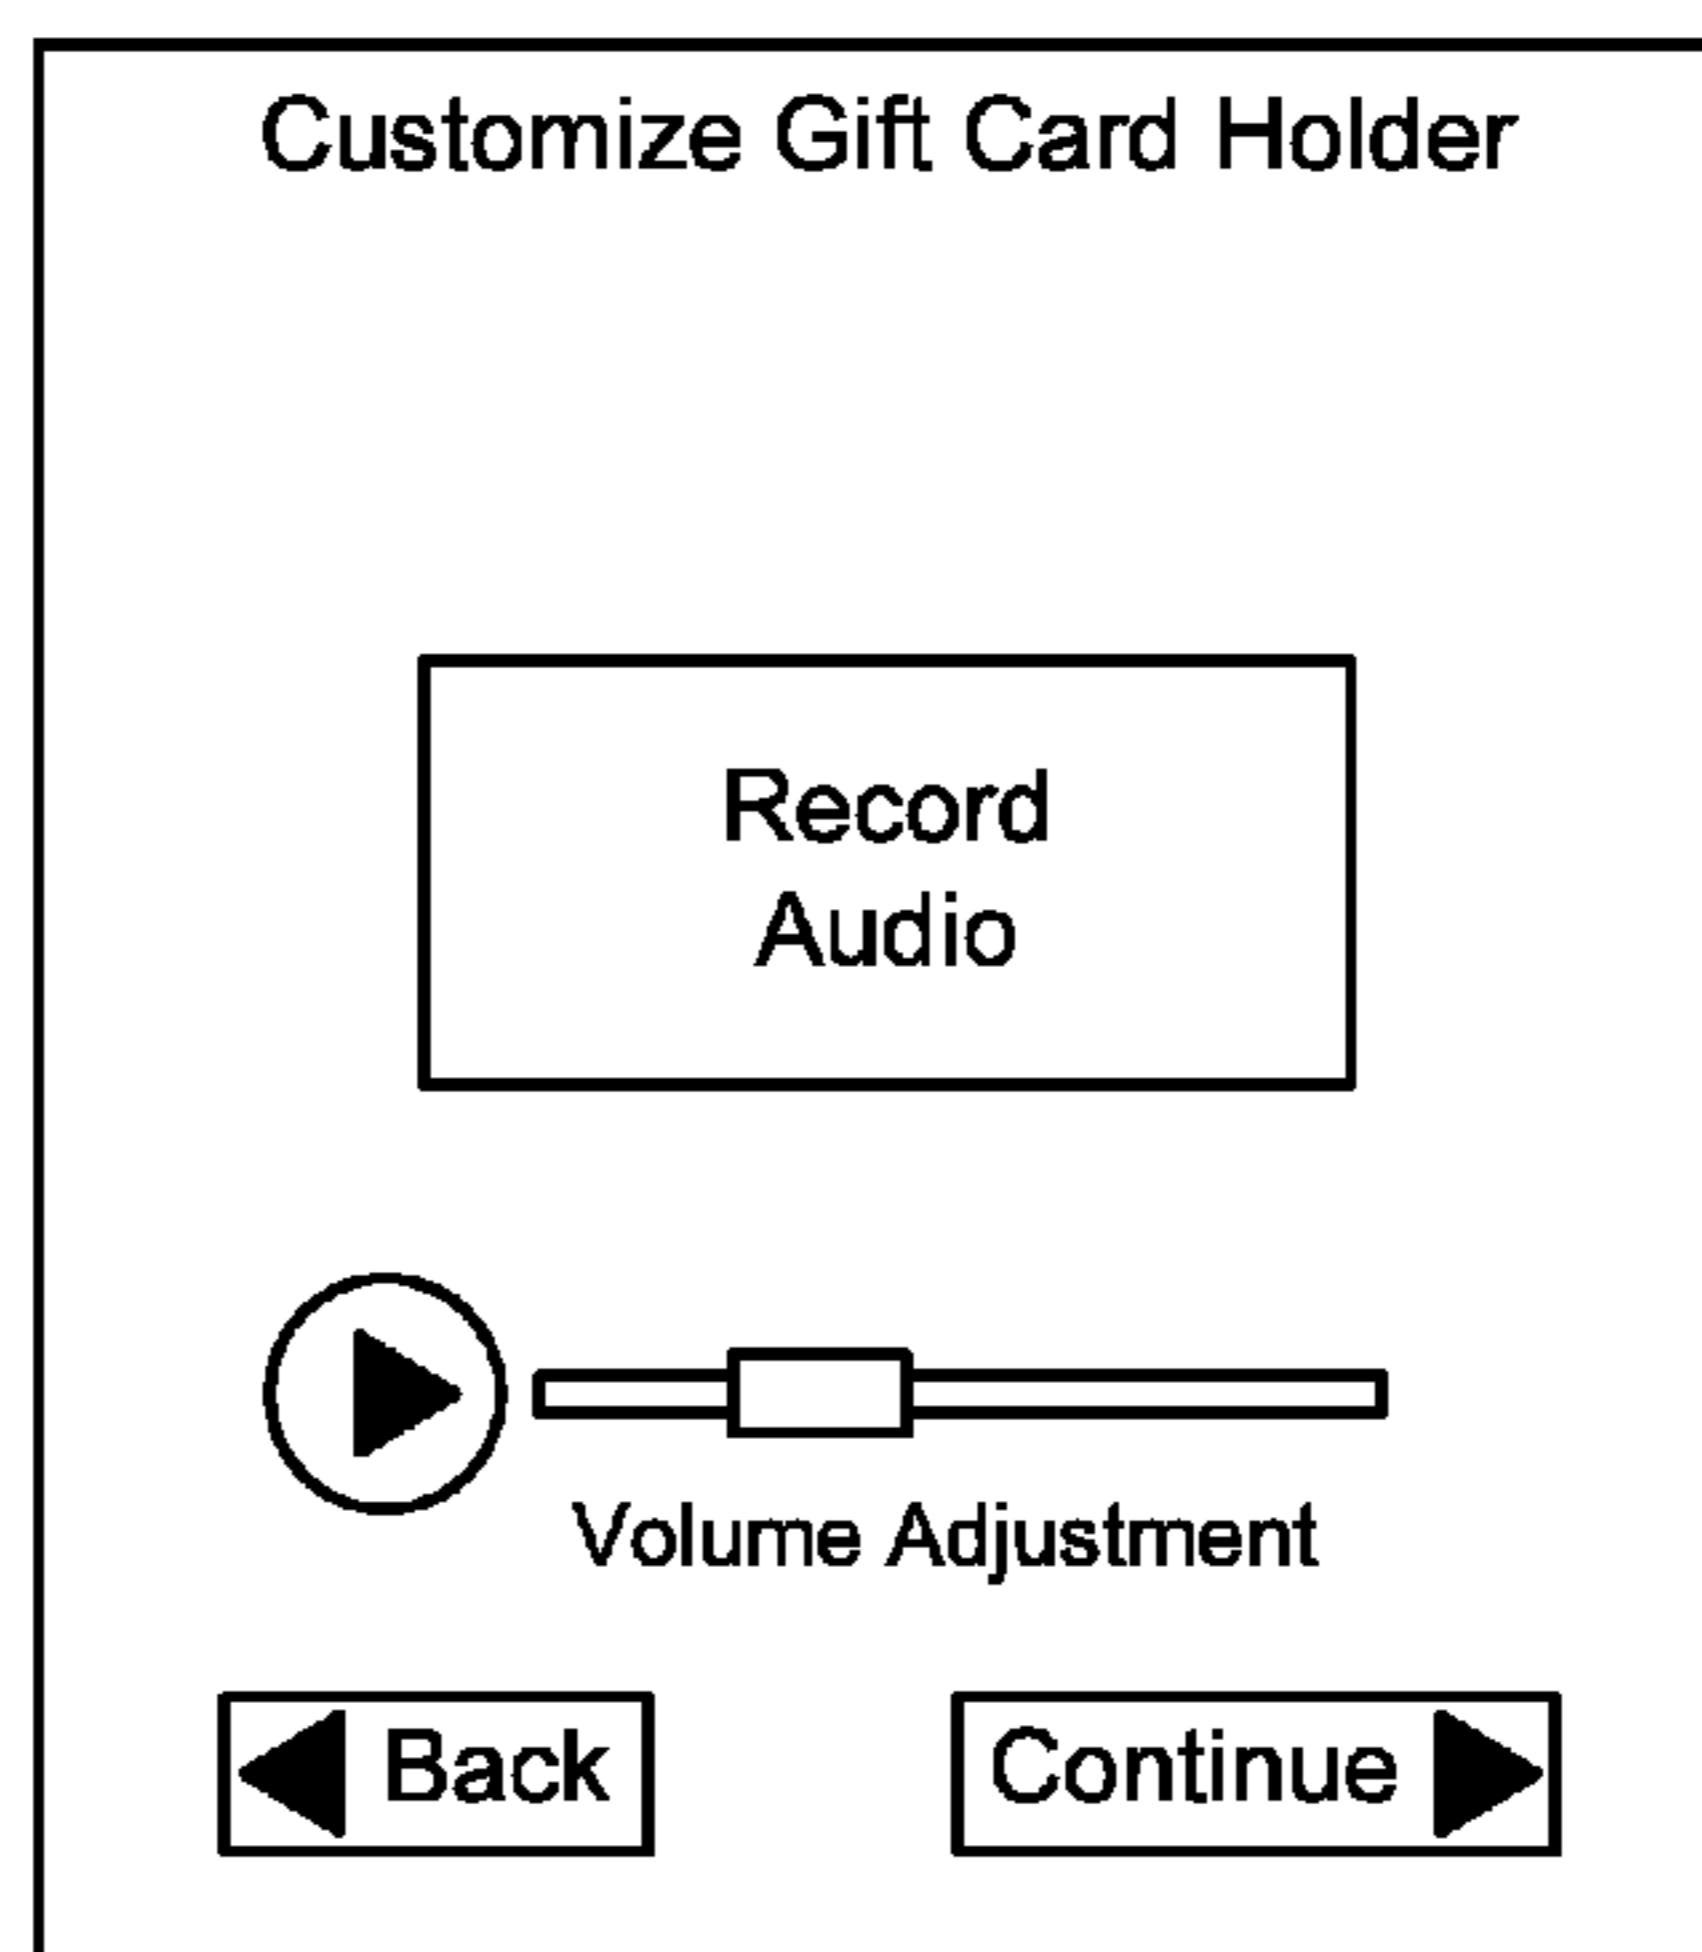 Customize Gift Card Holder
Record
Audio
Volume Adjustment
Back
Continue